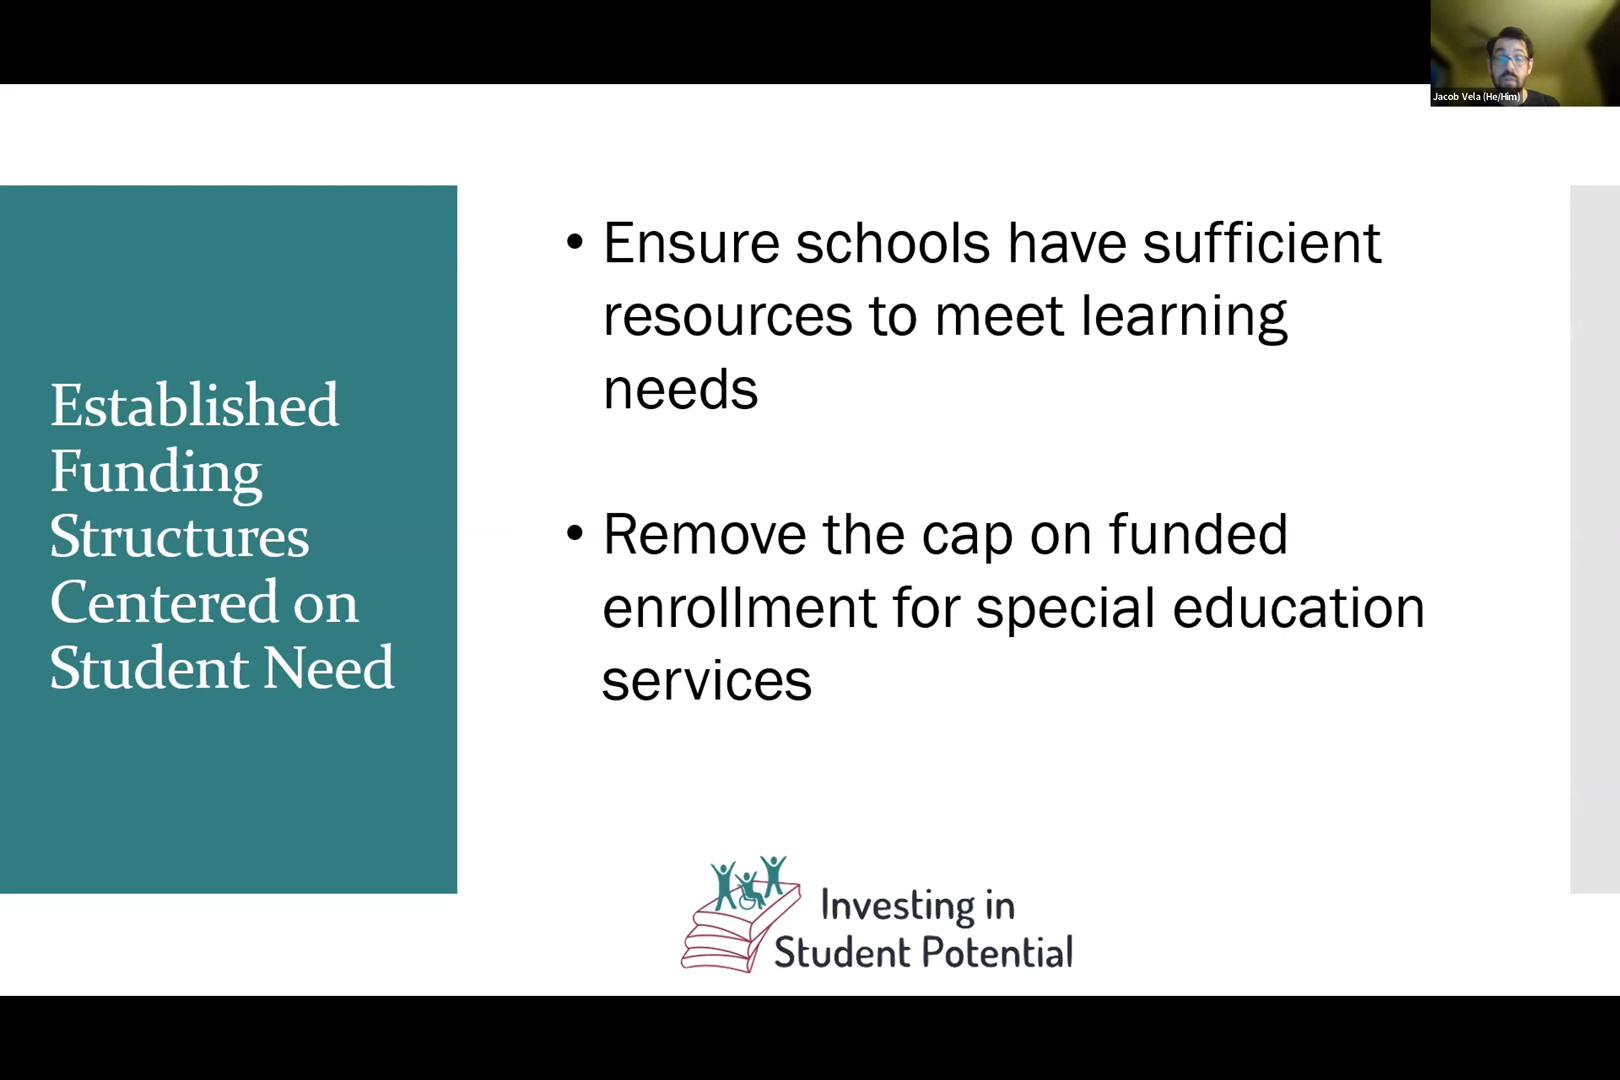 Jacob Vela (He/Him)
Established
Funding
Structures
Centered on
Student Need
• Ensure schools have sufficient
resources to meet learning
needs
• Remove the cap on funded
enrollment for special education
services
Investing in
Student Potential